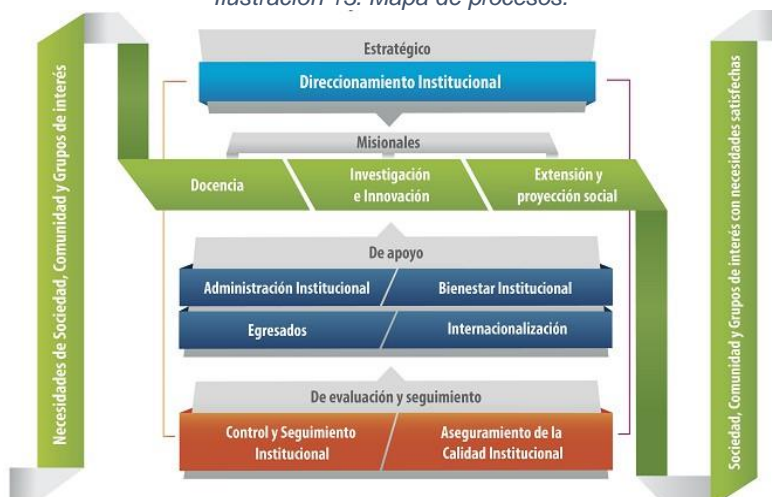 Ilustración 13. Mapa de procesos.
Necesidades de Sociedad, Comunidad y Grupos de interés
Estratégico
Direccionamiento Institucional
Misionales
Docencia
Investigación
e Innovación
Extensión y
proyección social
De apoyo
Administración Institucional
Bienestar Institucional
Egresados
Internacionalización
De evaluación y seguimiento
Control y Seguimiento
Institucional
Aseguramiento de la
Calidad Institucional
Sociedad, Comunidad y Grupos de interés con necesidades satisfechas